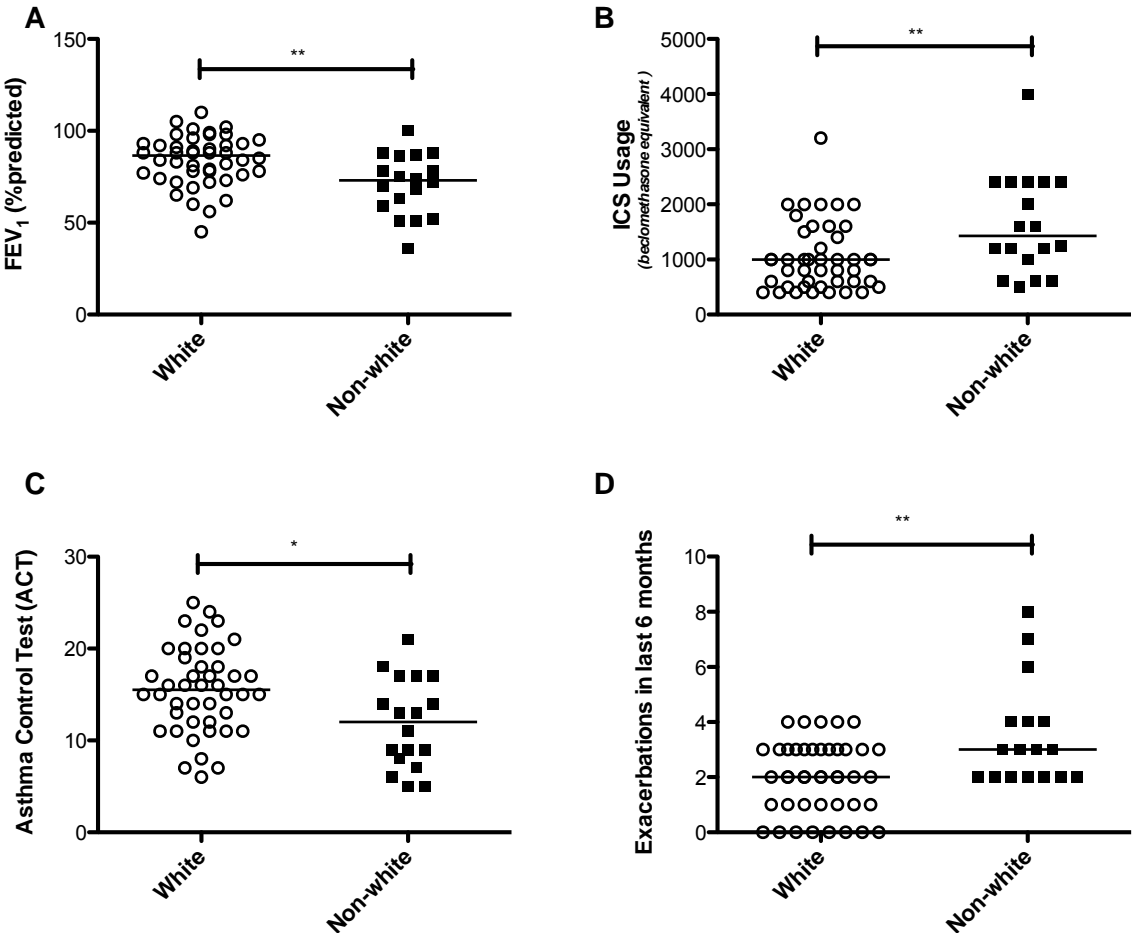 A
FEV1 (%predicted)
150
100
50
0
**
White
Non-white
B
ICS Usage
(beclomethasone equivalent )
5000
4000
3000
2000
1000
0
**
White
Non-white
C
Asthma Control Test (ACT)
30
20
10
0
*
White
Non-white
D
Exacerbations in last 6 months
10
8
6
4
2
0
**
White
Non-white